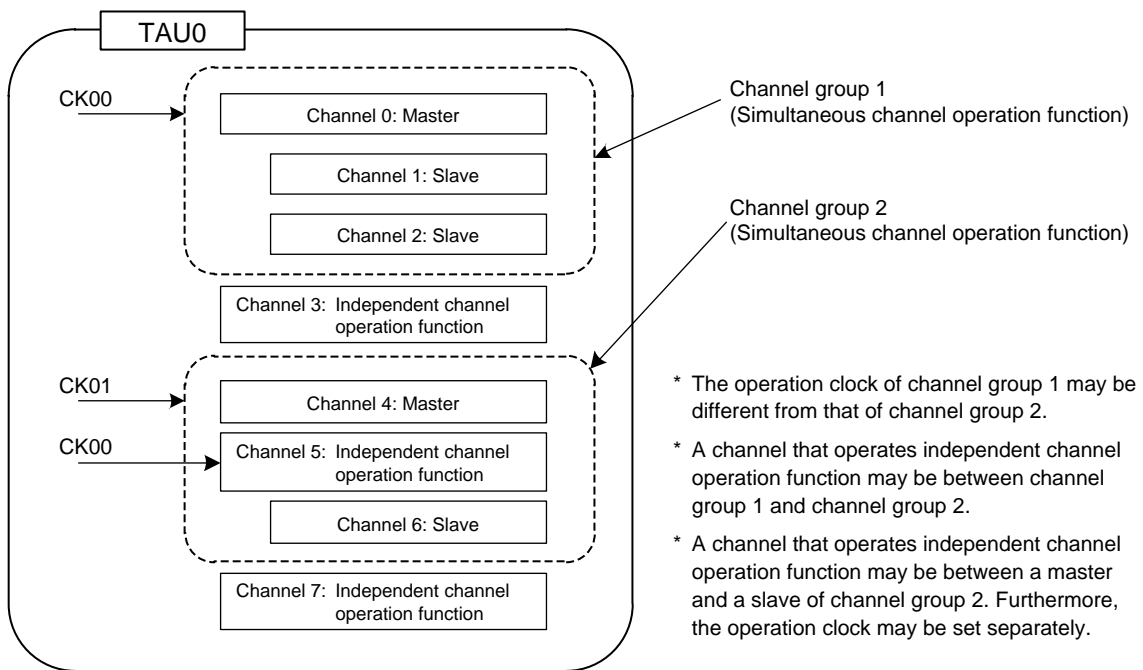 TAU0
CK00
Channel 0: Master
Channel 1: Slave
Channel 2: Slave
Channel group 1
(Simultaneous channel operation function)
Channel group 2
(Simultaneous channel operation function)
Channel 3: Independent channel
operation function
CK01
Channel 4: Master
CK00
Channel 5: Independent channel
operation function
Channel 6: Slave
Channel 7: Independent channel
operation function
* The operation clock of channel group 1 may be
different from that of channel group 2.
* A channel that operates independent channel
operation function may be between channel
group 1 and channel group 2.
* A channel that operates independent channel
operation function may be between a master
and a slave of channel group 2. Furthermore,
the operation clock may be set separately.